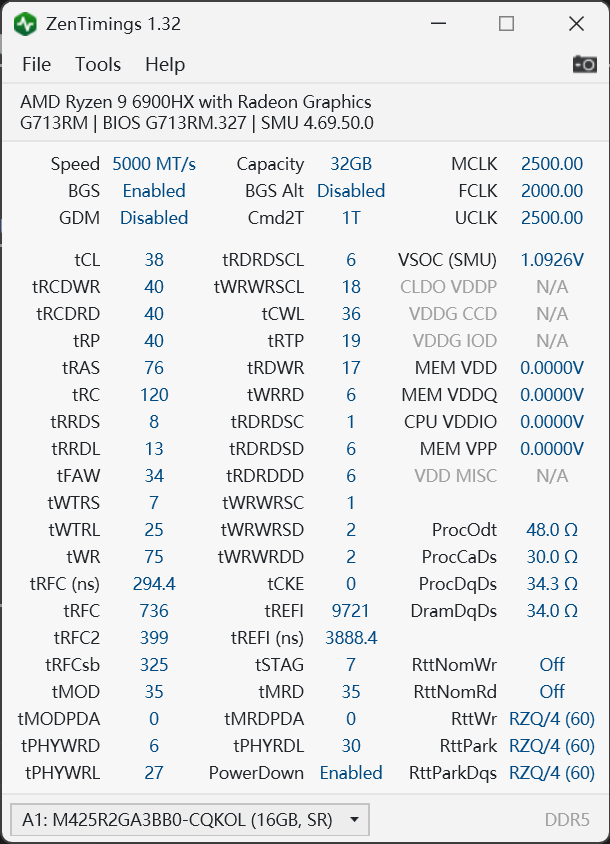 ZenTimings 1.32
File Tools Help
AMD Ryzen 9 6900HX with Radeon Graphics
G713RM | BIOS G713RM.327 | SMU 4.69.50.0
Speed 5000 MT/s Capacity 32GB MCLK 2500.00
BGS Enabled BGS Alt Disabled FCLK 2000.00
GDM Disabled Cmd2T 1T UCLK 2500.00
tCL 38 tRDRDSCL 6 VSOC (SMU) 1.0926V
tRCDWR 40 tWRWRSCL 18 CLDO VDDP N/A
tRCDRD 40 tCWL 36 VDDG CCD N/A
tRP 40 tRTP 19 VDDG IOD N/A
tRAS 76 tRDWR 17 MEM VDD 0.0000V
tRC 120 tWRRD 6 MEM VDDQ 0.0000V
tRRDS 8 tRDRDSC 1 CPU VDDIO 0.0000V
tRRDL 13 tRDRDSD 6 MEM VPP 0.0000V
tFAW 34 tRDRDDD 6 VDD MISC N/A
tWTRS 7 tWRWRSC 1
tWTRL 25 tWRWRSD 2 ProcOdt 48.0 Ω
tWR 75 tWRWRDD 2 ProcCaDs 30.0 Ω
tRFC (ns) 294.4 tCKE 0 ProcDqDs 34.3 Ω
tRFC 736 tREFI 9721 DramDqDs 34.0 Ω
tRFC2 399 tREFI (ns) 3888.4
tRFCsb 325 tSTAG 7 RttNomWr Off
tMOD 35 tMRD 35 RttNomRd Off
tMODPDA 0 tMRDPDA 0 RttWr RZQ/4 (60)
tPHYWRD 6 tPHYRDL 30 RttPark RZQ/4 (60)
tPHYWRL 27 PowerDown Enabled RttParkDqs RZQ/4 (60)
A1: M425R2GA3BB0-CQKOL (16GB, SR) DDR5